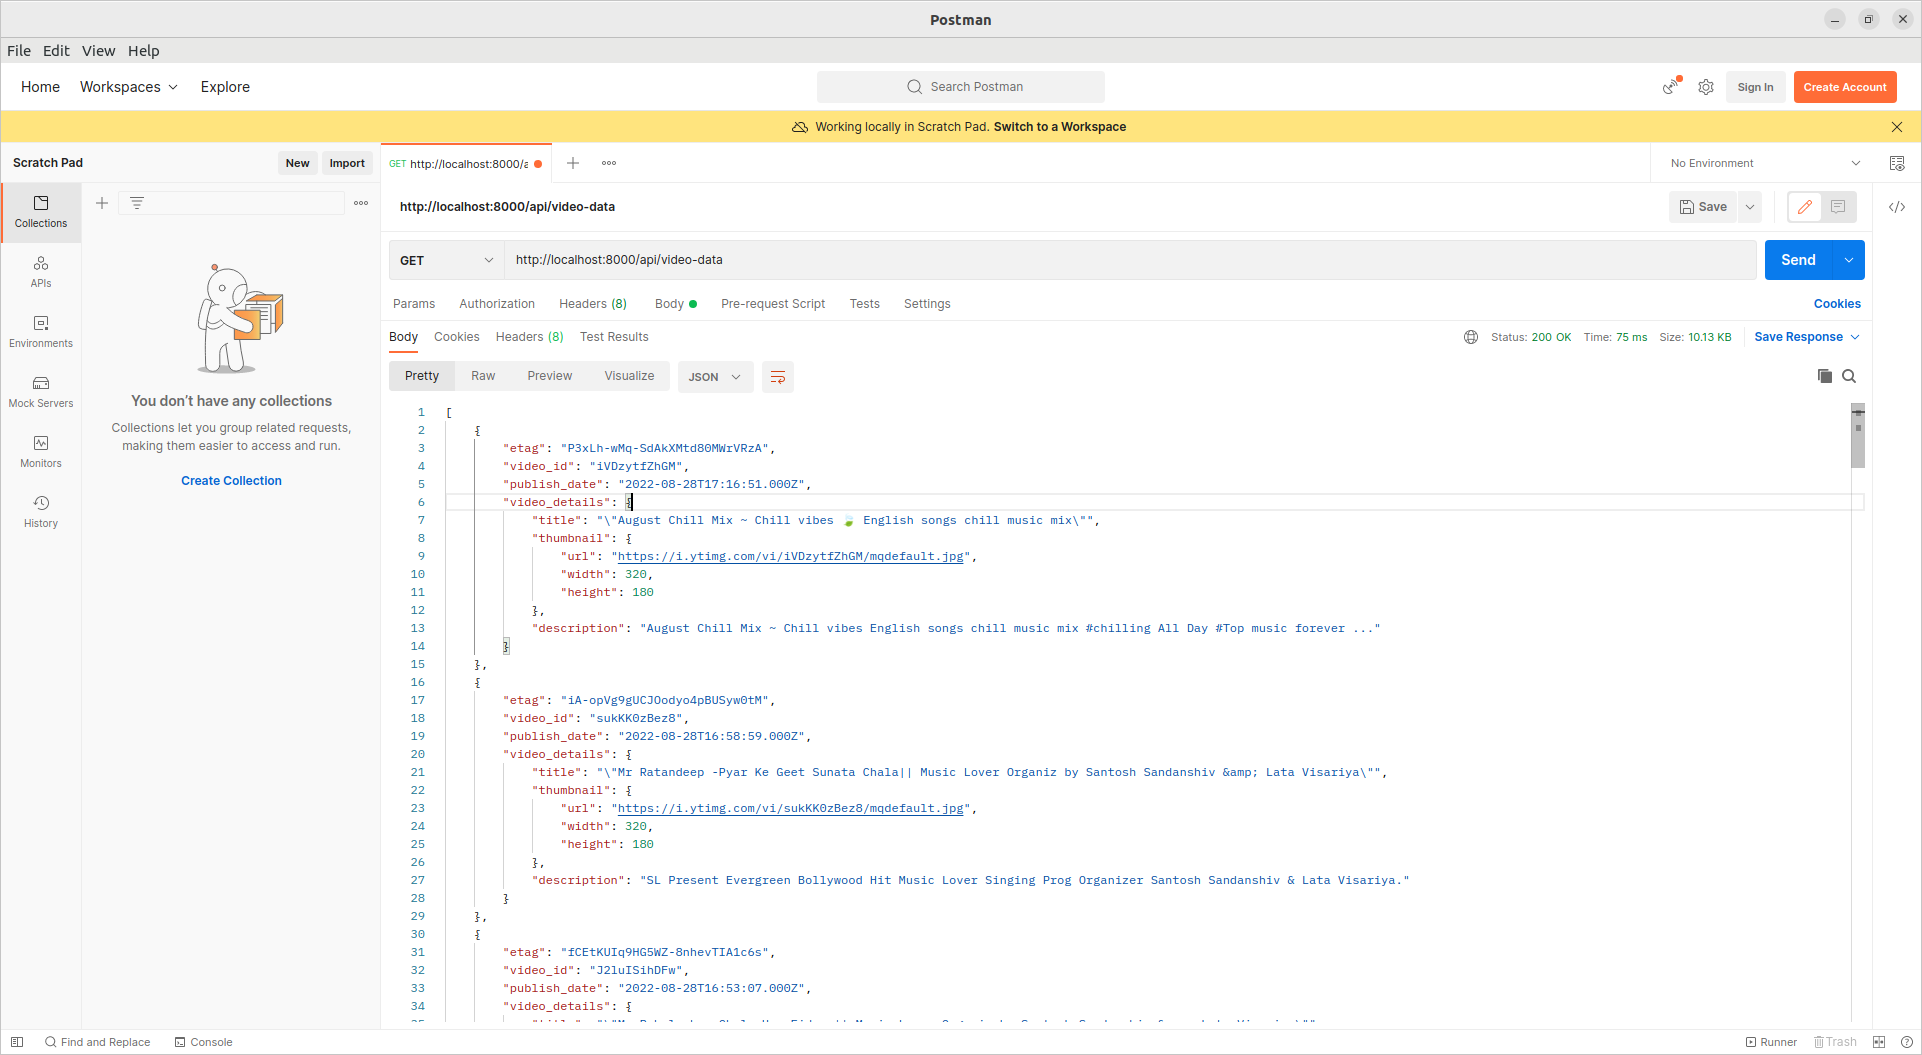 Postman
File Edit View Help
Home Workspaces Explore Search Postman Sign In Create Account
Working locally in Scratch Pad. Switch to a Workspace
Scratch Pad New Import GET http://localhost:8000/a No Environment
Collections
APIs
Environments
Mock Servers
Monitors
History
You don't have any collections
Collections let you group related requests,
making them easier to access and run.
Create Collection
http://localhost:8000/api/video-data Save </>
GET http://localhost:8000/api/video-data Send
Params Authorization Headers (8) Body Pre-request Script Tests Settings Cookies
Body Cookies Headers (8) Test Results Status: 200 OK Time: 75 ms Size: 10.13 KB Save Response
Pretty Raw Preview Visualize JSON
1 [
2 {
3 "etag": "P3xLh-wMq-SdAkXMtd80MWrVRzA",
4 "video_id": "iVDzytfZhGM",
5 "publish_date": "2022-08-28T17:16:51.000Z",
6 "video_details": {
7 "title": "\"August Chill Mix ~ Chill vibes 🍃 English songs chill music mix\"",
8 "thumbnail": {
9 "url": "https://i.ytimg.com/vi/iVDzytfZhGM/mqdefault.jpg",
10 "width": 320,
11 "height": 180
12 },
13 "description": "August Chill Mix ~ Chill vibes English songs chill music mix #chilling All Day #Top music forever ..."
14 }
15 },
16 {
17 "etag": "iA-opVg9gUCJOodyo4pBUSyw0tM",
18 "video_id": "sukKK0zBez8",
19 "publish_date": "2022-08-28T16:58:59.000Z",
20 "video_details": {
21 "title": "\"Mr Ratandeep -Pyar Ke Geet Sunata Chala|| Music Lover Organiz by Santosh Sandanshiv &amp; Lata Visariya\"",
22 "thumbnail": {
23 "url": "https://i.ytimg.com/vi/sukKK0zBez8/mqdefault.jpg",
24 "width": 320,
25 "height": 180
26 },
27 "description": "SL Present Evergreen Bollywood Hit Music Lover Singing Prog Organizer Santosh Sandanshiv & Lata Visariya."
28 }
29 },
30 {
31 "etag": "fCEtKUIq9HG5WZ-8nhevTIA1c6s",
32 "video_id": "J2luISihDFw",
33 "publish_date": "2022-08-28T16:53:07.000Z",
34 "video_details": {
Find and Replace Console Runner Trash